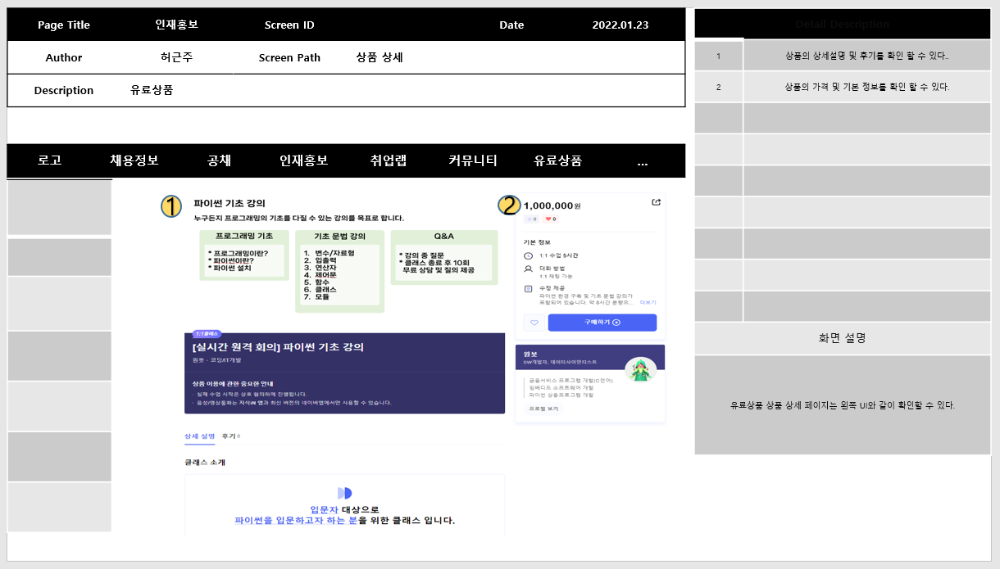 Page Title 인재홍보 Screen ID Date 2022.01.23
Author 허근주 Screen Path 상품 상세
Description 유료상품
로고 채용정보 공채 인재홍보 취업랩 커뮤니티 유료상품 ...
1
파이썬 기초 강의
누구든지 프로그래밍의 기초를 다질 수 있는 강의를 목표로 합니다.
프로그래밍 기초
* 프로그래밍이란?
* 파이썬이란?
* 파이썬 설치
기초 문법 강의
1. 변수/자료형
2. 입출력
3. 연산자
4. 제어문
5. 함수
6. 클래스
7. 모듈
Q&A
* 강의 중 질문
* 클래스 종료 후 10회
무료 상담 및 질의 제공
1:1클래스
[실시간 원격 회의] 파이썬 기초 강의
원봇 · 코딩/IT개발
상품 이용에 관한 중요한 안내
· 실제 수업 시작은 상호 협의하에 진행됩니다.
· 음성/영상통화는 지식iN 앱과 최신 버전의 네이버앱에서만 사용할 수 있습니다.
상세 설명 후기 0
클래스 소개
입문자 대상으로
파이썬을 입문하고자 하는 분을 위한 클래스 입니다.
2
1,000,000원
0 0
기본 정보
1:1 수업 5시간
대화 방법
1:1 채팅 가능
수정 제공
파이썬 환경 구축 및 기초 문법 강의가
포함되어 있습니다. 약 5시간 분량으... 더보기
구매하기
원봇
SW개발자, 데이터사이언티스트
금융서비스 프로그램 개발(C언어)
임베디드 소프트웨어 개발
파이썬 상용프로그램 개발
프로필 보기
Detail Description
1 상품의 상세설명 및 후기를 확인 할 수 있다..
2 상품의 가격 및 기본 정보를 확인 할 수 있다.
화면 설명
유료상품 상품 상세 페이지는 왼쪽 UI와 같이 확인할 수 있다.